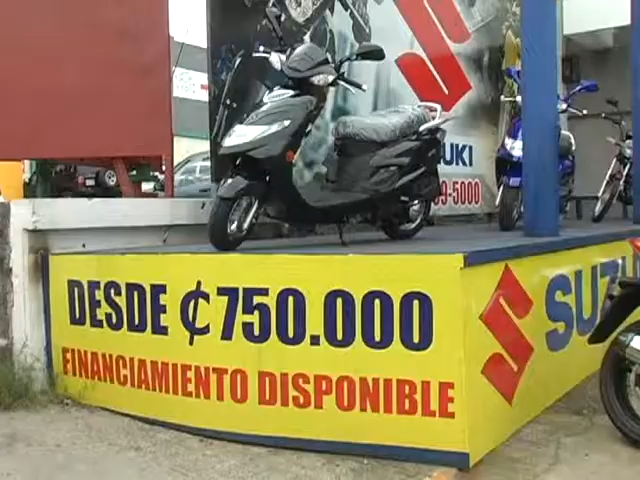 UKI
9-5000
DESDE ₡750.000
FINANCIAMIENTO DISPONIBLE
SUZU